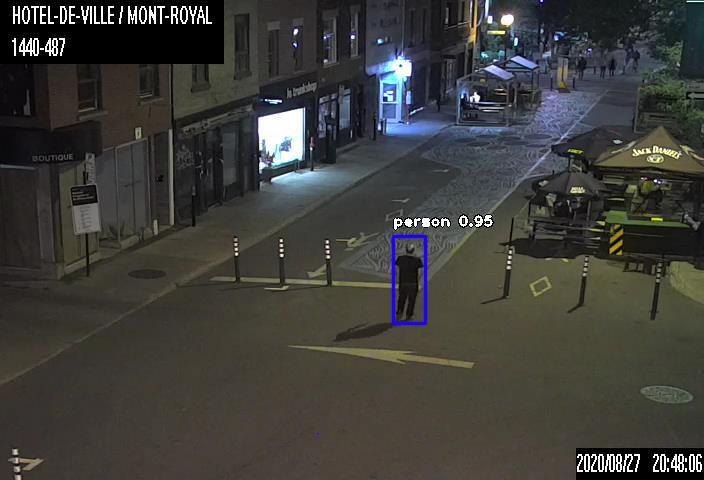 HOTEL-DE-VILLE / MONT-ROYAL
1440-487
BOUTIQUE
person 0.95
JACK DANIEL'S
2020/08/27 20:48:06